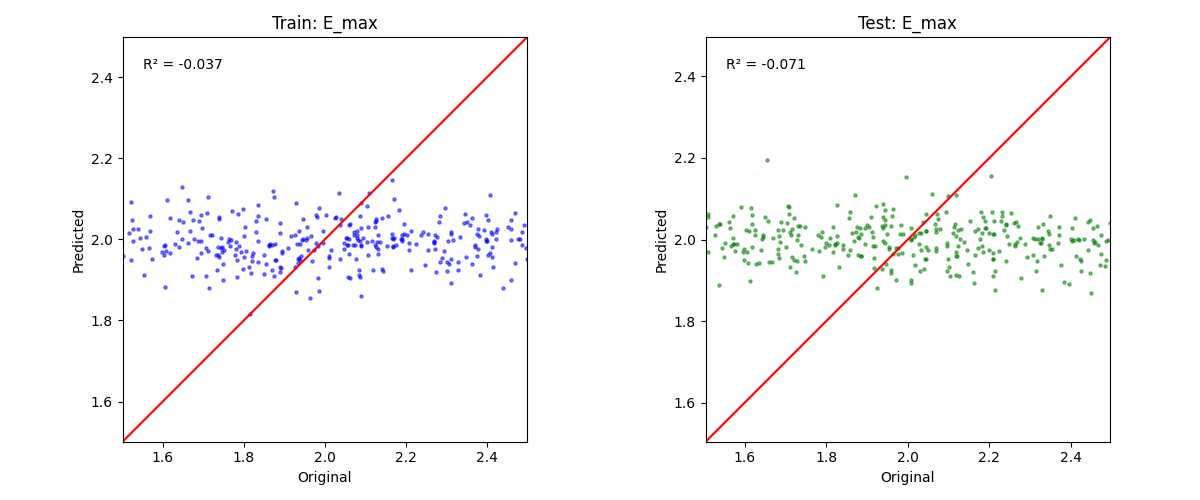 Train: E_max
R² = -0.037
2.4
2.2
2.0
1.8
1.6
Predicted
1.6 1.8 2.0 2.2 2.4
Original
Test: E_max
R² = -0.071
2.4
2.2
2.0
1.8
1.6
Predicted
1.6 1.8 2.0 2.2 2.4
Original